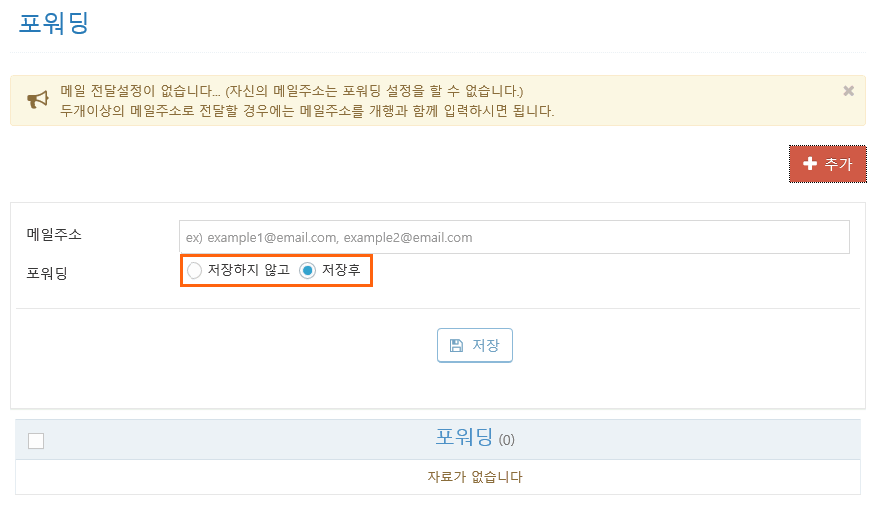 포워딩
메일 전달설정이 없습니다... (자신의 메일주소는 포워딩 설정을 할 수 없습니다.)
두개이상의 메일주소로 전달할 경우에는 메일주소를 개행과 함께 입력하시면 됩니다.
추가
메일주소
ex) example1@email.com, example2@email.com
포워딩
저장하지 않고 저장후
저장
포워딩 (0)
자료가 없습니다